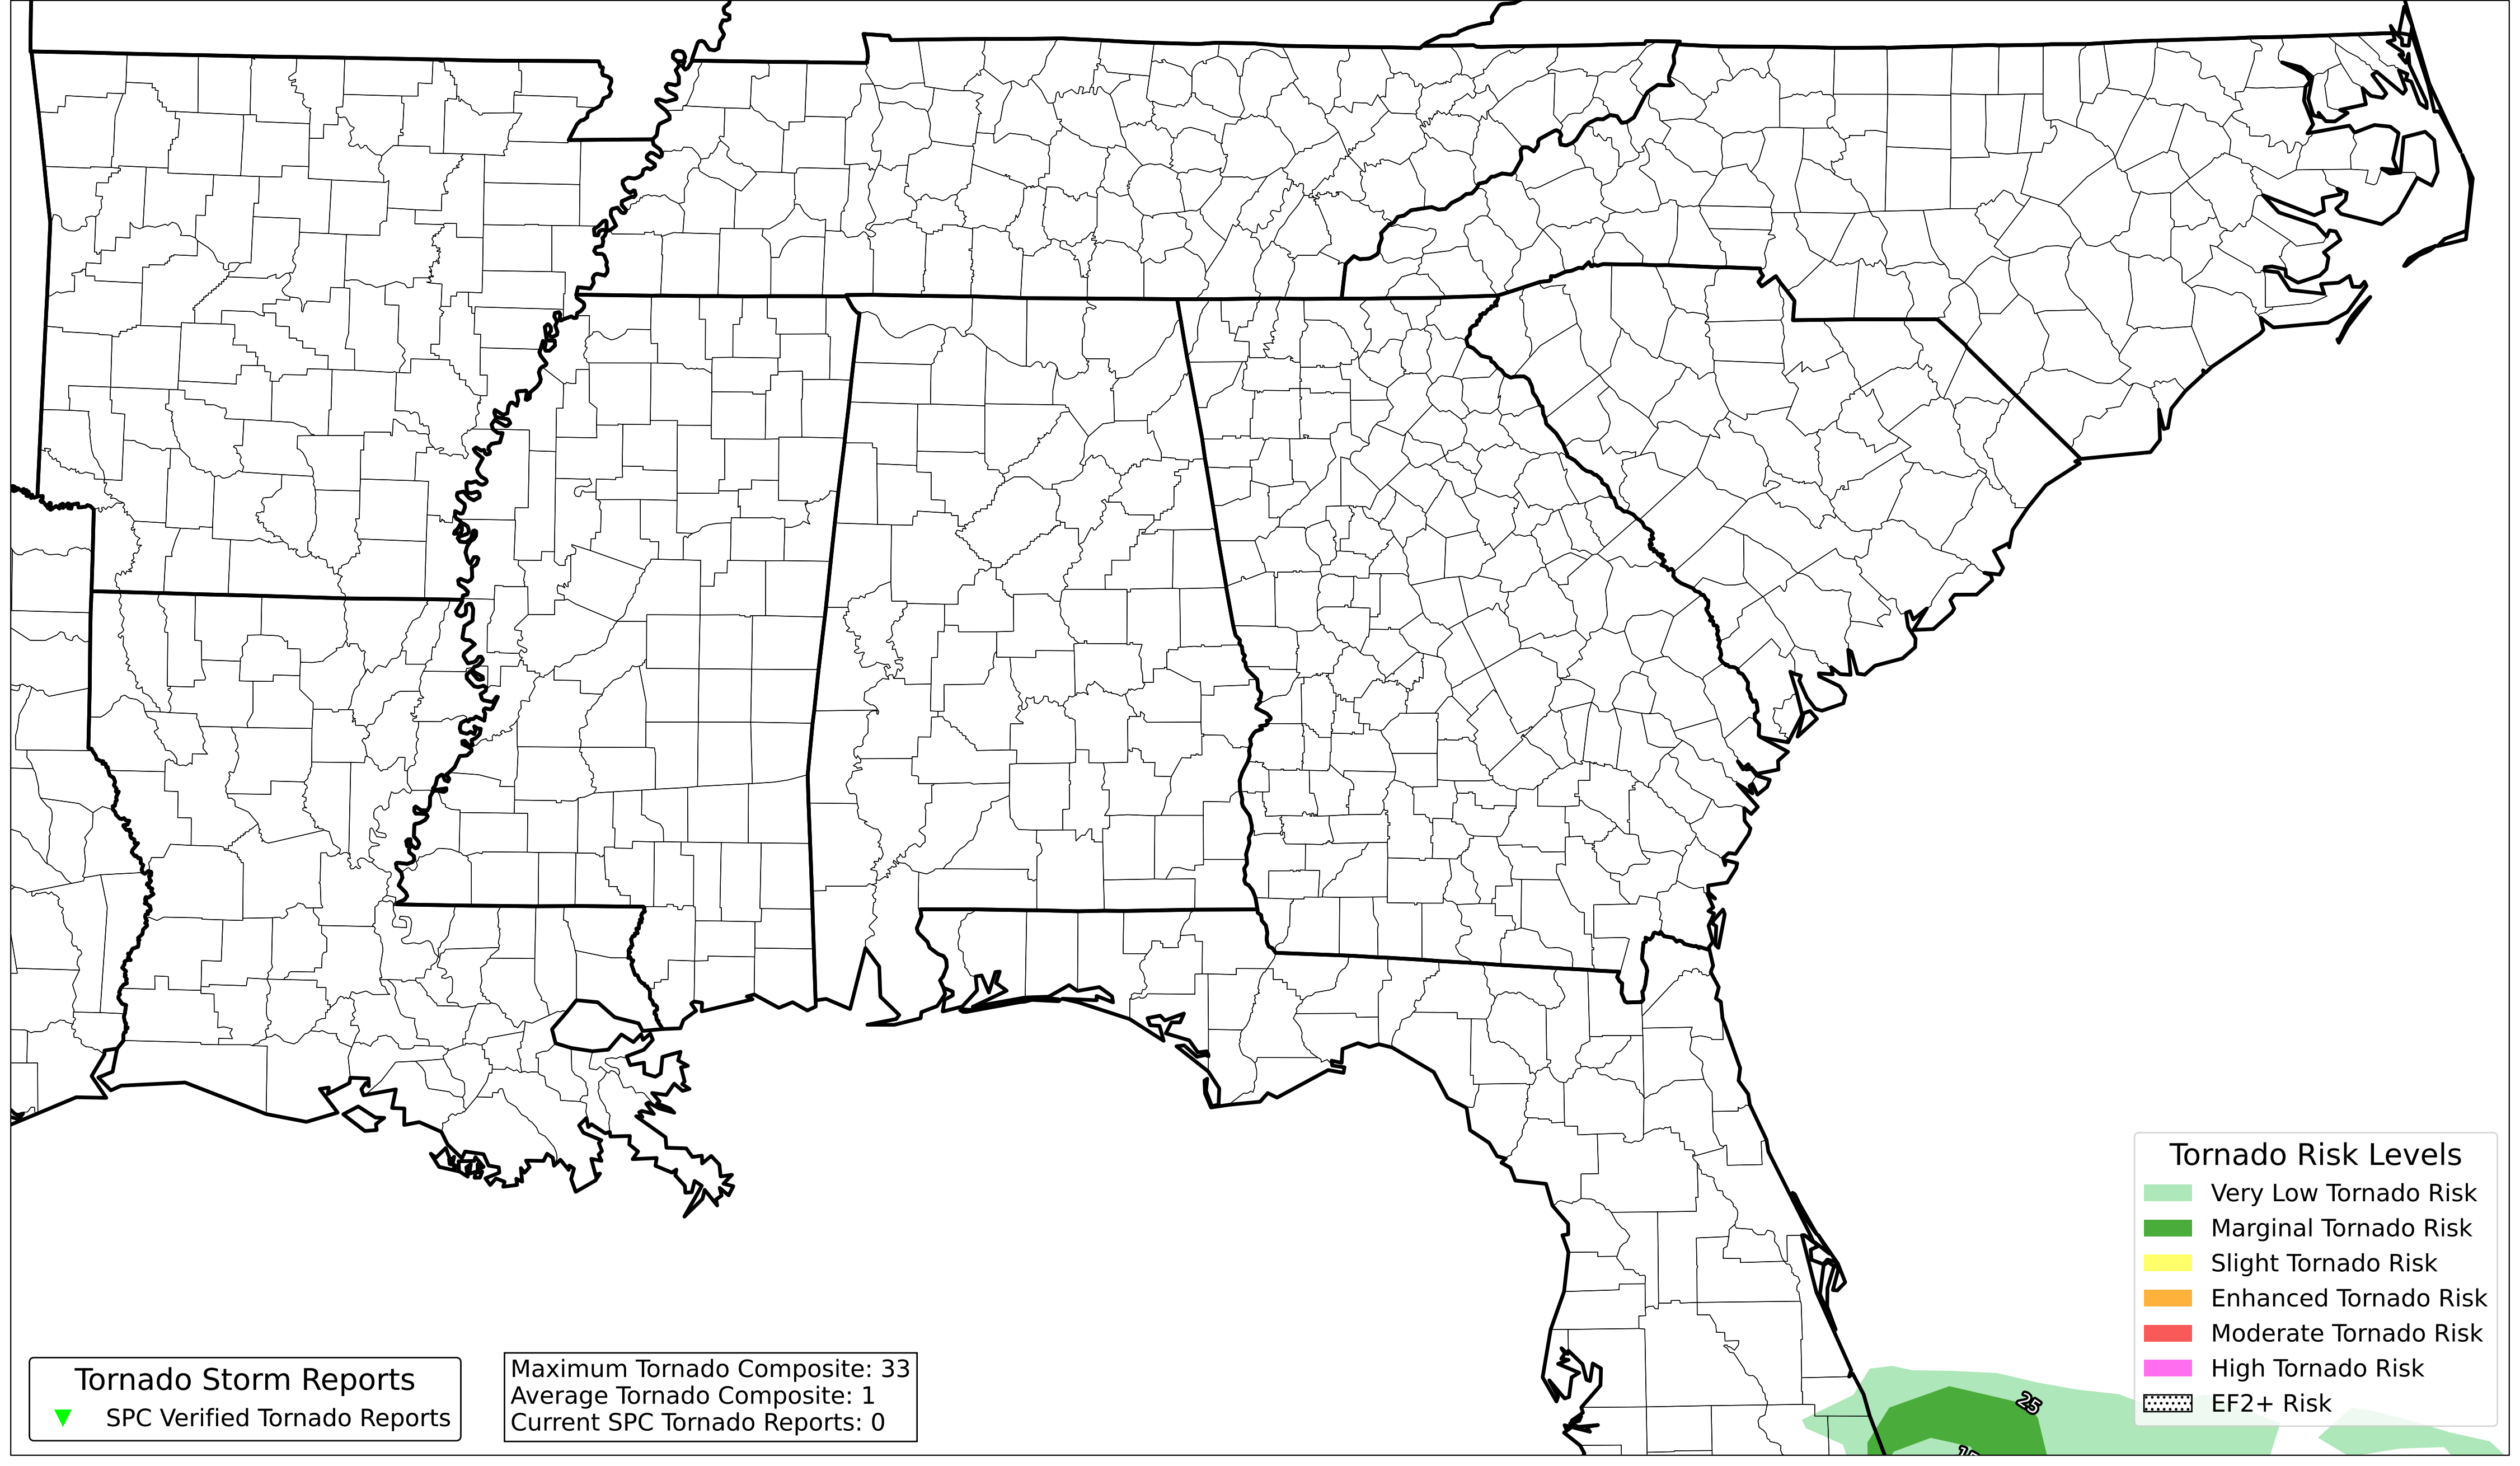 Tornado Risk Levels
Very Low Tornado Risk
Marginal Tornado Risk
Slight Tornado Risk
Enhanced Tornado Risk
Moderate Tornado Risk
High Tornado Risk
EF2+ Risk
Tornado Storm Reports
SPC Verified Tornado Reports
Maximum Tornado Composite: 33
Average Tornado Composite: 1
Current SPC Tornado Reports: 0
25